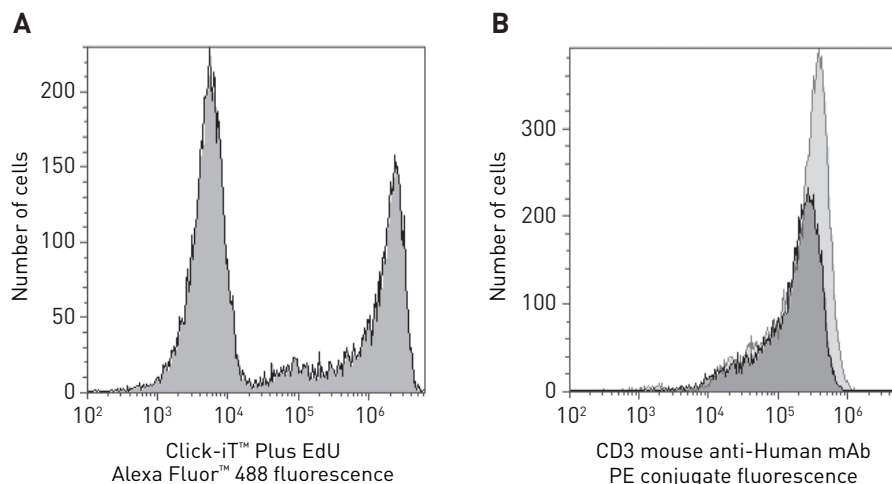 A
Number of cells
200
150
100
50
0
10² 10³ 10⁴ 10⁵ 10⁶
Click-iT™ Plus EdU
Alexa Fluor™ 488 fluorescence
B
Number of cells
300
200
100
0
10² 10³ 10⁴ 10⁵ 10⁶
CD3 mouse anti-Human mAb
PE conjugate fluorescence